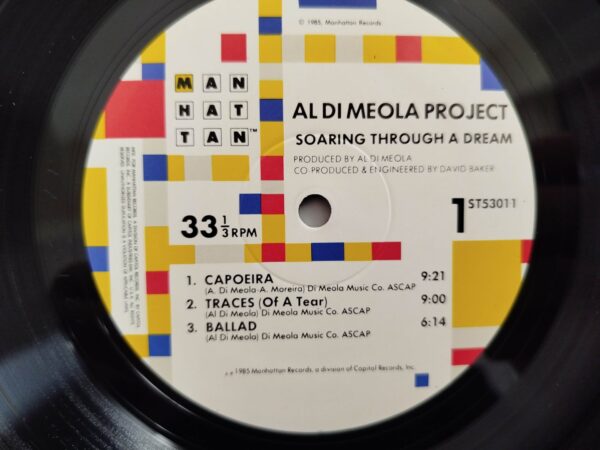 © 1985, Manhattan Records.
MAN
HAT
TAN™
AL DI MEOLA PROJECT
SOARING THROUGH A DREAM
PRODUCED BY AL DI MEOLA
CO PRODUCED & ENGINEERED BY DAVID BAKER
33 1/3 RPM
1 ST53011
1. CAPOEIRA 9:21
(A. Di Meola-A. Moreira) Di Meola Music Co. ASCAP
2. TRACES (Of A Tear) 9:00
(Al Di Meola) Di Meola Music Co. ASCAP
3. BALLAD 6:14
(Al Di Meola) Di Meola Music Co. ASCAP
1985 Manhattan Records, a division of Capitol Records, Inc.